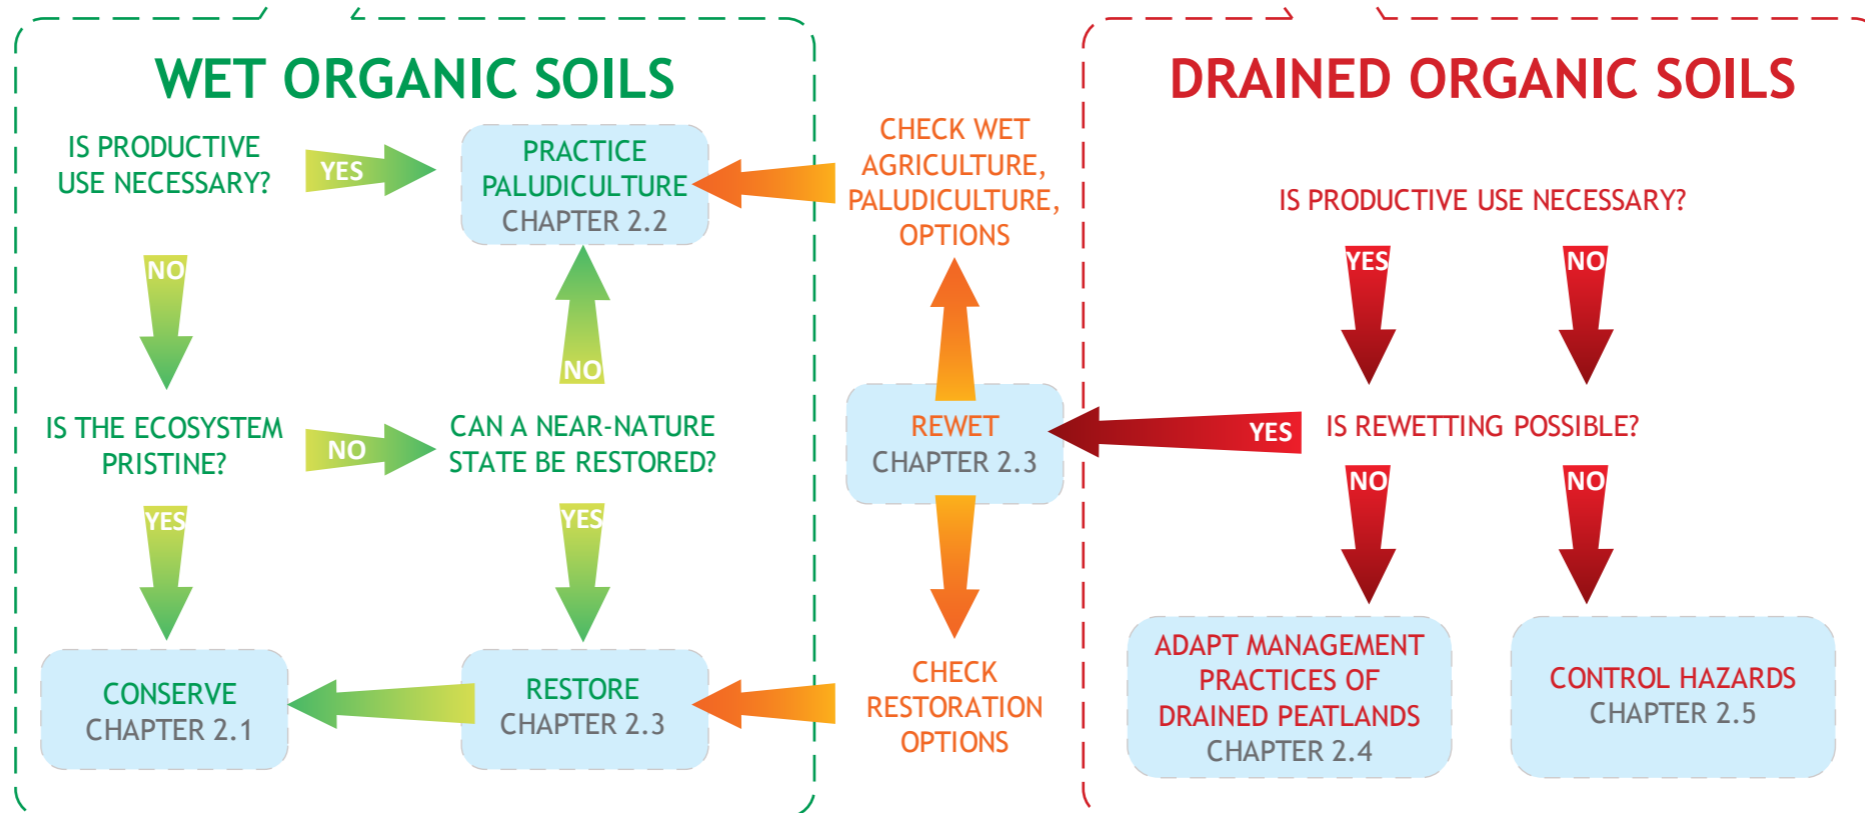 WET ORGANIC SOILS
IS PRODUCTIVE
USE NECESSARY?
YES
PRACTICE
PALUDICULTURE
CHAPTER 2.2
NO
NO
IS THE ECOSYSTEM
PRISTINE?
NO
CAN A NEAR-NATURE
STATE BE RESTORED?
YES
YES
CONSERVE
CHAPTER 2.1
RESTORE
CHAPTER 2.3
CHECK WET
AGRICULTURE,
PALUDICULTURE,
OPTIONS
REWET
CHAPTER 2.3
CHECK
RESTORATION
OPTIONS
DRAINED ORGANIC SOILS
IS PRODUCTIVE USE NECESSARY?
YES
NO
YES
IS REWETTING POSSIBLE?
NO
NO
ADAPT MANAGEMENT
PRACTICES OF
DRAINED PEATLANDS
CHAPTER 2.4
CONTROL HAZARDS
CHAPTER 2.5